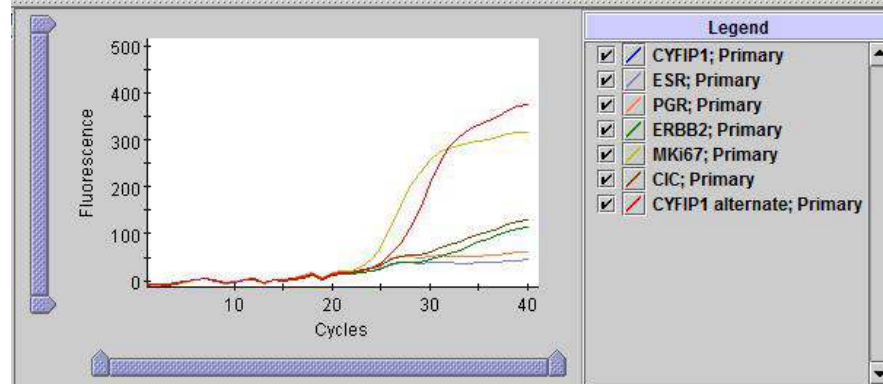 500
400
300
200
100
0
Fluorescence
10
20
30
40
Cycles
Legend
CYFIP1; Primary
ESR; Primary
PGR; Primary
ERBB2; Primary
MKi67; Primary
CIC; Primary
CYFIP1 alternate; Primary